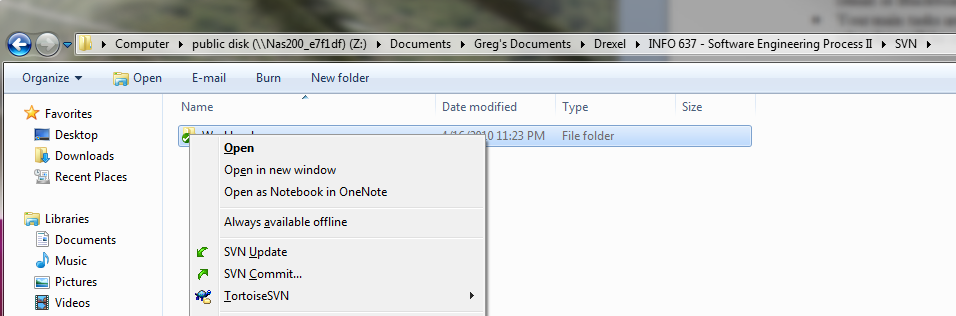 Your main tasks
Computer ▸ public disk (\\Nas200_e7f1df) (Z:) ▸ Documents ▸ Greg's Documents ▸ Drexel ▸ INFO 637 - Software Engineering Process II ▸ SVN ▸
Organize Open E-mail Burn New folder
Name Date modified Type Size
Favorites
Desktop
Downloads
Recent Places
Libraries
Documents
Music
Pictures
Videos
4/16/2010 11:23 PM File folder
Open
Open in new window
Open as Notebook in OneNote
Always available offline
SVN Update
SVN Commit...
TortoiseSVN